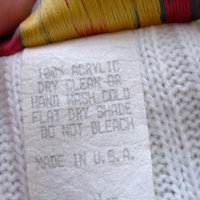 100% ACRYLIC
DRY CLEAN OR
HAND WASH COLD
FLAT DRY SHADE
DO NOT BLEACH
MADE IN U.S.A.